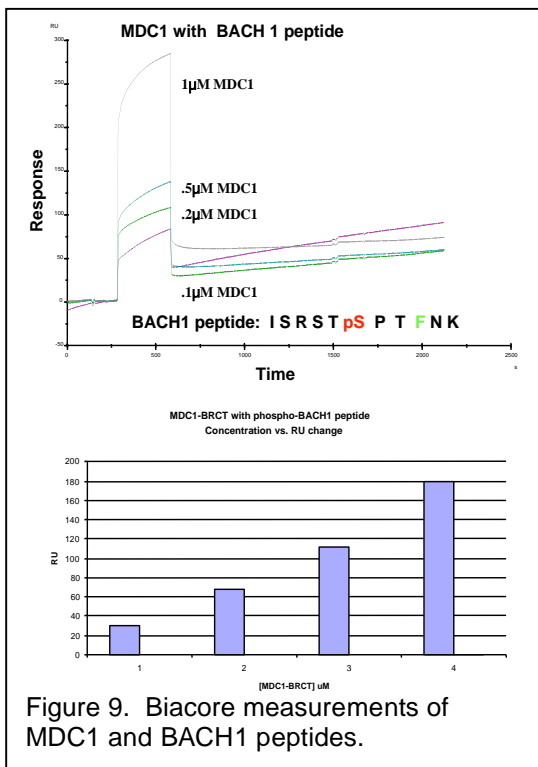 RU
MDC1 with BACH 1 peptide
300
250
200
150
100
50
0
-50
Response
1µM MDC1
.5µM MDC1
.2µM MDC1
.1µM MDC1
BACH1 peptide: I S R S T pS P T F N K
0 500 1000 1500 2000 2500
Time
s
MDC1-BRCT with phospho-BACH1 peptide
Concentration vs. RU change
200
180
160
140
120
100
80
60
40
20
0
RU
1 2 3 4
[MDC1-BRCT] uM
Figure 9. Biacore measurements of
MDC1 and BACH1 peptides.